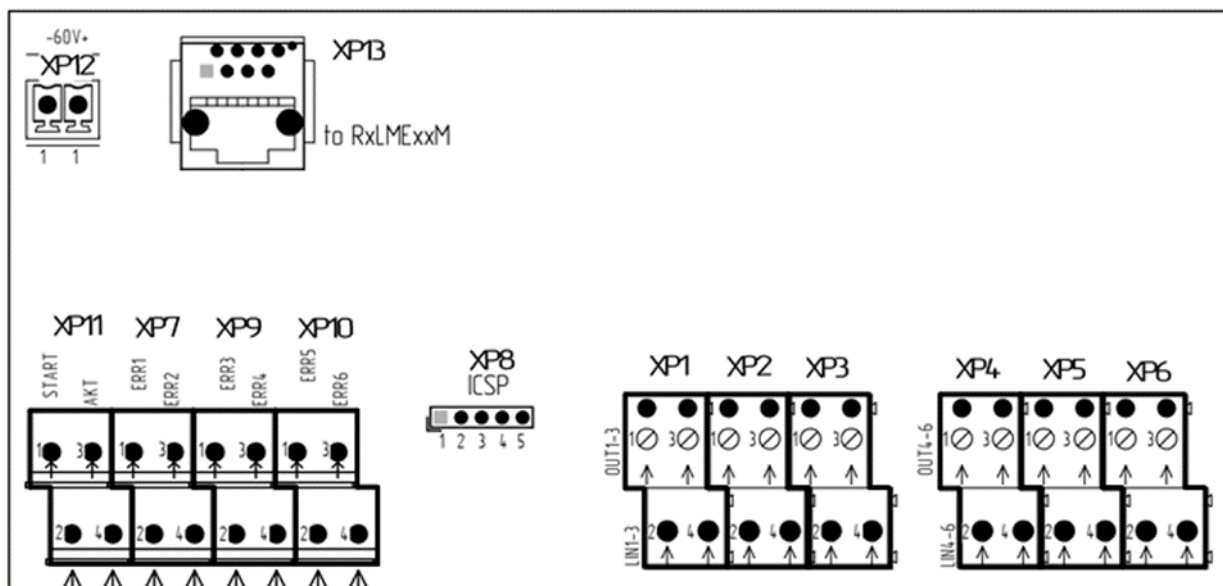 -60V+
XP12
1 1
XP13
to RxLMExxM
XP11 XP7 XP9 XP10
START AKT ERR1 ERR2 ERR3 ERR4 ERR5 ERR6
1 3 1 3 1 3 1 3
2 4 2 4 2 4 2 4
XP8
ICSP
1 2 3 4 5
XP1 XP2 XP3
OUT1-3
1 3 1 3 1 3
LIN1-3
2 4 2 4 2 4
XP4 XP5 XP6
OUT4-6
1 3 1 3 1 3
LIN4-6
2 4 2 4 2 4